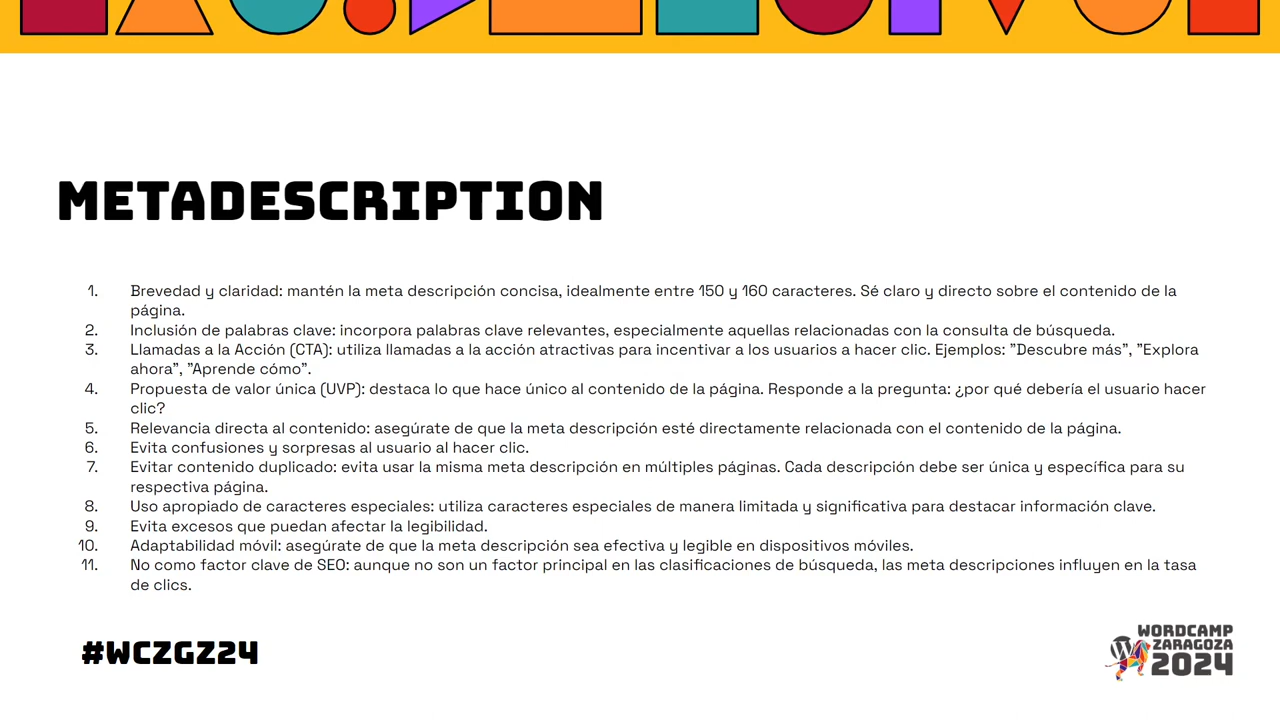 METADESCRIPTION
1. Brevedad y claridad: mantén la meta descripción concisa, idealmente entre 150 y 160 caracteres. Sé claro y directo sobre el contenido de la
página.
2. Inclusión de palabras clave: incorpora palabras clave relevantes, especialmente aquellas relacionadas con la consulta de búsqueda.
3. Llamadas a la Acción (CTA): utiliza llamadas a la acción atractivas para incentivar a los usuarios a hacer clic. Ejemplos: "Descubre más", "Explora
ahora", "Aprende cómo".
4. Propuesta de valor única (UVP): destaca lo que hace único al contenido de la página. Responde a la pregunta: ¿por qué debería el usuario hacer
clic?
5. Relevancia directa al contenido: asegúrate de que la meta descripción esté directamente relacionada con el contenido de la página.
6. Evita confusiones y sorpresas al usuario al hacer clic.
7. Evitar contenido duplicado: evita usar la misma meta descripción en múltiples páginas. Cada descripción debe ser única y específica para su
respectiva página.
8. Uso apropiado de caracteres especiales: utiliza caracteres especiales de manera limitada y significativa para destacar información clave.
9. Evita excesos que puedan afectar la legibilidad.
10. Adaptabilidad móvil: asegúrate de que la meta descripción sea efectiva y legible en dispositivos móviles.
11. No como factor clave de SEO: aunque no son un factor principal en las clasificaciones de búsqueda, las meta descripciones influyen en la tasa
de clics.
#WCZGZ24
WORDCAMP
ZARAGOZA
2024